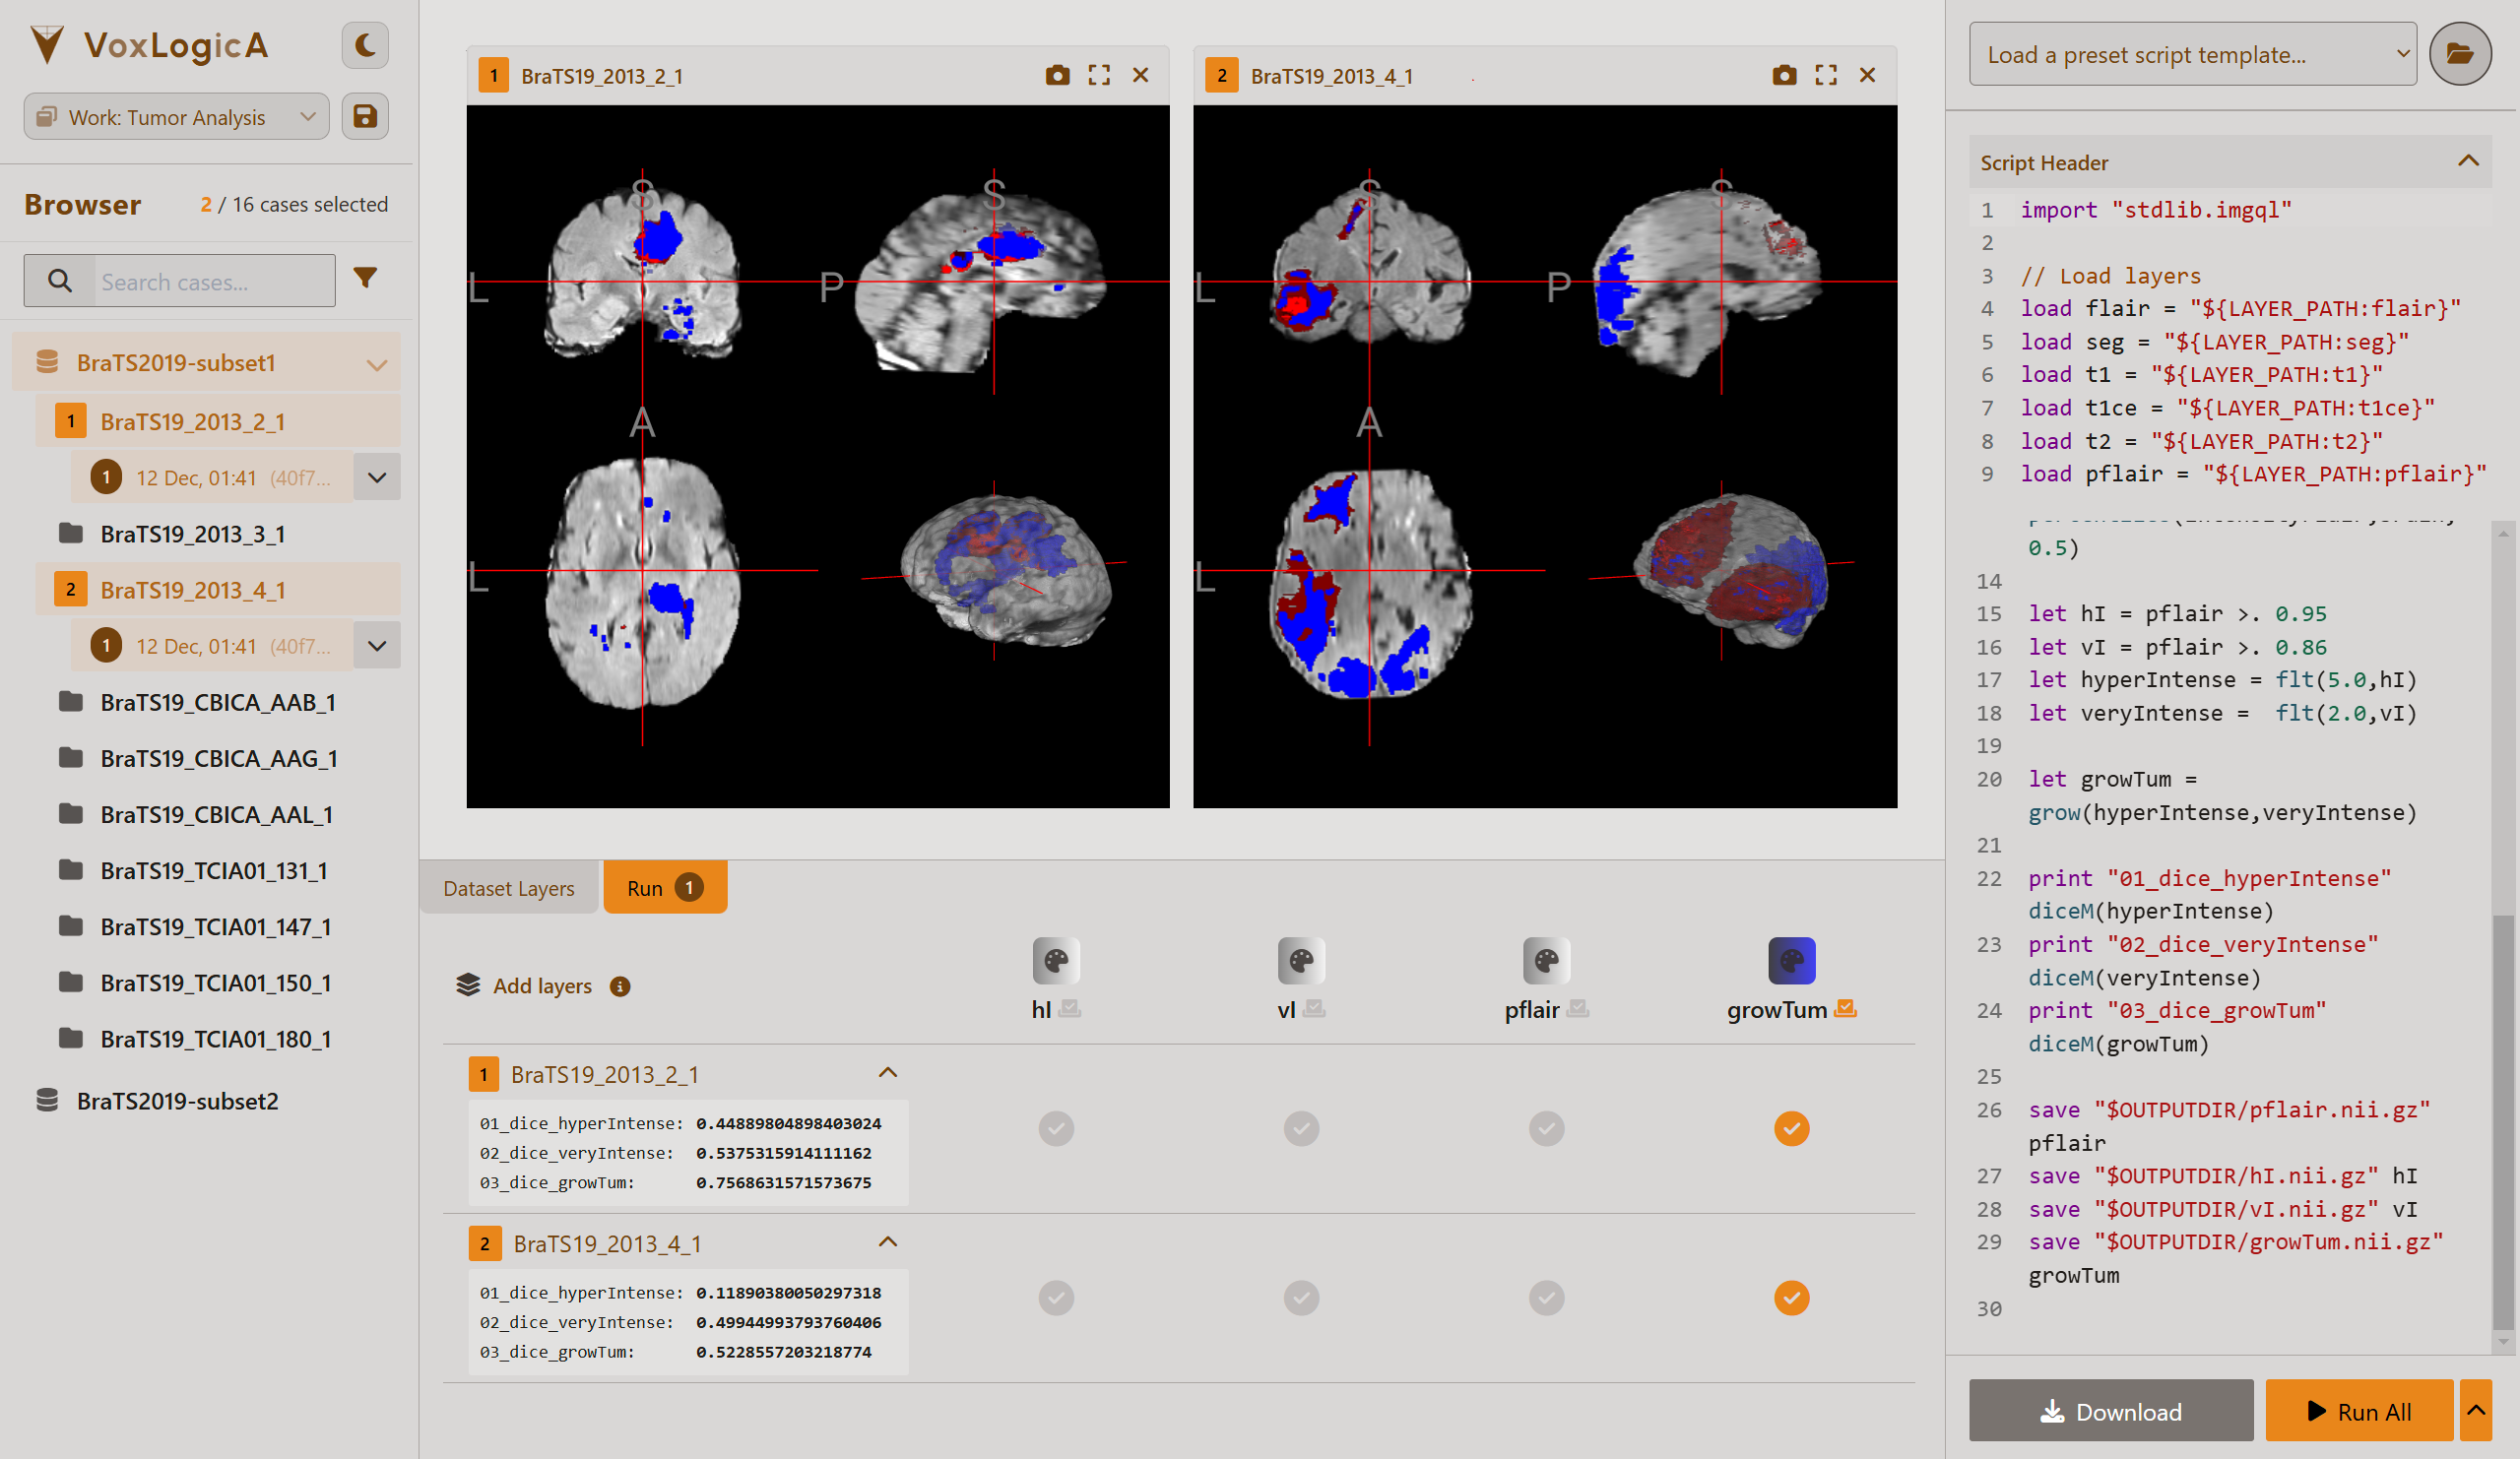 VoxLogicA
Work: Tumor Analysis
Browser
2 / 16 cases selected
Search cases...
BraTS2019-subset1
1 BraTS19_2013_2_1
1 12 Dec, 01:41 (40f7...
BraTS19_2013_3_1
2 BraTS19_2013_4_1
1 12 Dec, 01:41 (40f7...
BraTS19_CBICA_AAB_1
BraTS19_CBICA_AAG_1
BraTS19_CBICA_AAL_1
BraTS19_TCIA01_131_1
BraTS19_TCIA01_147_1
BraTS19_TCIA01_150_1
BraTS19_TCIA01_180_1
BraTS2019-subset2
1 BraTS19_2013_2_1
S
S
L
P
A
L
2 BraTS19_2013_4_1
S
S
L
P
A
L
Dataset Layers
Run 1
Add layers
hI
vI
pflair
growTum
1 BraTS19_2013_2_1
01_dice_hyperIntense: 0.44889804898403024
02_dice_veryIntense: 0.5375315914111162
03_dice_growTum: 0.7568631571573675
2 BraTS19_2013_4_1
01_dice_hyperIntense: 0.11890380050297318
02_dice_veryIntense: 0.49944993793760406
03_dice_growTum: 0.5228557203218774
Load a preset script template...
Script Header
1 import "stdlib.imgql"
2
3 // Load layers
4 load flair = "${LAYER_PATH:flair}"
5 load seg = "${LAYER_PATH:seg}"
6 load t1 = "${LAYER_PATH:t1}"
7 load t1ce = "${LAYER_PATH:t1ce}"
8 load t2 = "${LAYER_PATH:t2}"
9 load pflair = "${LAYER_PATH:pflair}"
0.5)
14
15 let hI = pflair >. 0.95
16 let vI = pflair >. 0.86
17 let hyperIntense = flt(5.0,hI)
18 let veryIntense =  flt(2.0,vI)
19
20 let growTum =
grow(hyperIntense,veryIntense)
21
22 print "01_dice_hyperIntense"
diceM(hyperIntense)
23 print "02_dice_veryIntense"
diceM(veryIntense)
24 print "03_dice_growTum"
diceM(growTum)
25
26 save "$OUTPUTDIR/pflair.nii.gz"
pflair
27 save "$OUTPUTDIR/hI.nii.gz" hI
28 save "$OUTPUTDIR/vI.nii.gz" vI
29 save "$OUTPUTDIR/growTum.nii.gz"
growTum
30
Download
Run All